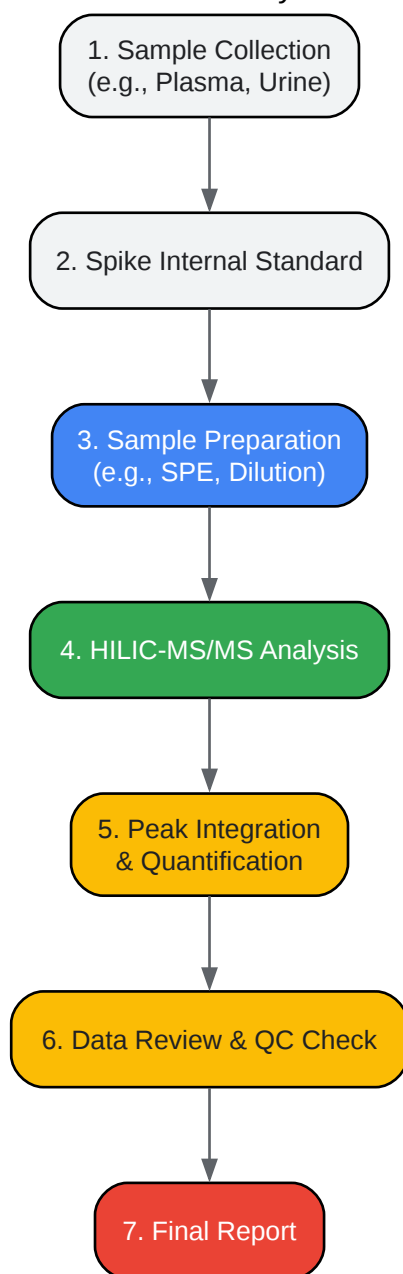 1. Sample Collection
(e.g., Plasma, Urine)
2. Spike Internal Standard
3. Sample Preparation
(e.g., SPE, Dilution)
4. HILIC-MS/MS Analysis
5. Peak Integration
& Quantification
6. Data Review & QC Check
7. Final Report